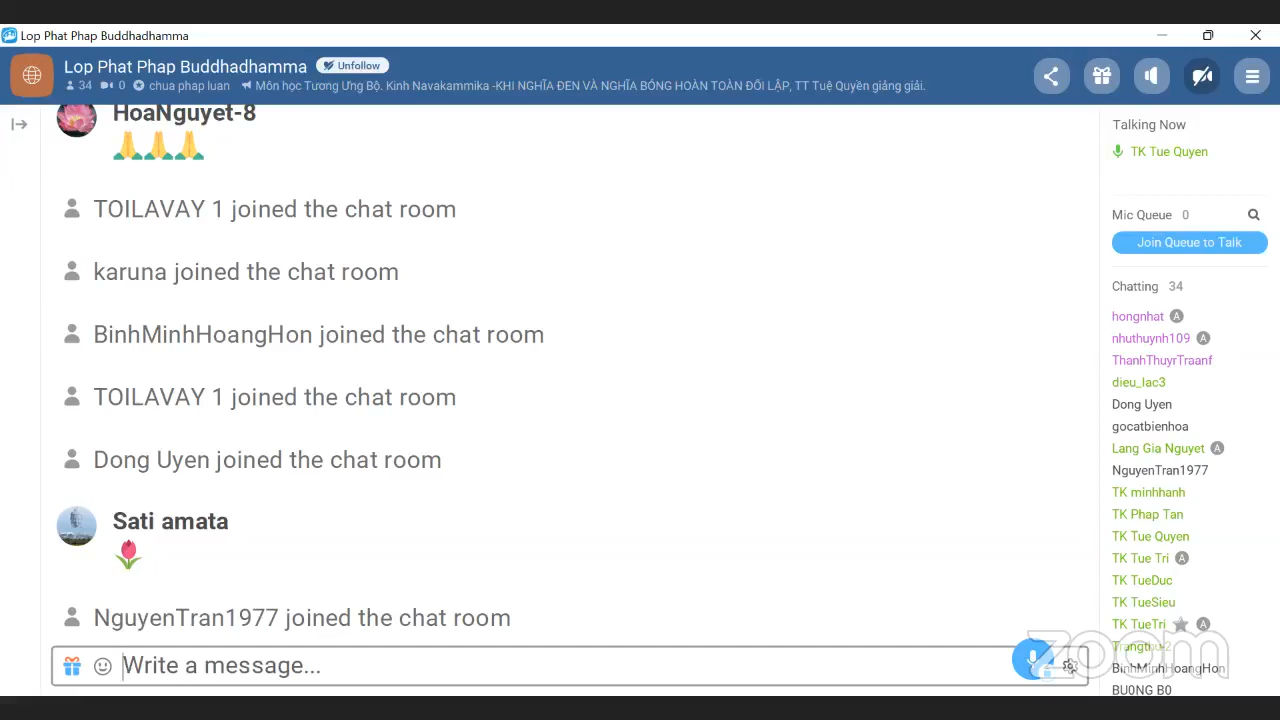 Lop Phat Phap Buddhadhamma
Lop Phat Phap Buddhadhamma Unfollow
34 0 chua phap luan Môn học Tương Ưng Bộ. Kinh Navakammika -KHI NGHĨA ĐEN VÀ NGHĨA BÓNG HOÀN TOÀN ĐỐI LẬP, TT Tuệ Quyền giảng giải.
HoaNguyet-8
🙏🙏🙏
TOILAVAY 1 joined the chat room
karuna joined the chat room
BinhMinhHoangHon joined the chat room
TOILAVAY 1 joined the chat room
Dong Uyen joined the chat room
Sati amata
🌷
NguyenTran1977 joined the chat room
Write a message...
Talking Now
TK Tue Quyen
Mic Queue 0
Join Queue to Talk
Chatting 34
hongnhat A
nhuthuynh109 A
ThanhThuyrTraanf
dieu_lac3
Dong Uyen
gocatbienhoa
Lang Gia Nguyet A
NguyenTran1977
TK minhhanh
TK Phap Tan
TK Tue Quyen
TK Tue Tri A
TK TueDuc
TK TueSieu
TK TueTri A
Trangthu-2
BinhMinhHoangHon
BU0NG B0
zoom